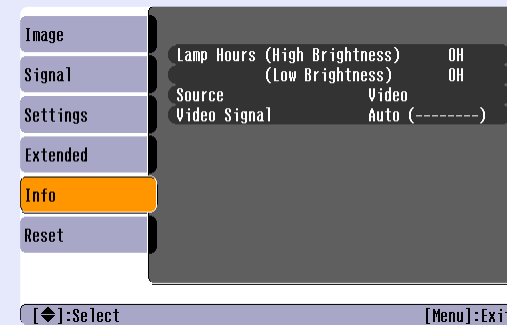 Image
Signal
Settings
Extended
Info
Reset
Lamp Hours (High Brightness) 0H
(Low Brightness) 0H
Source Video
Video Signal Auto (--------)
[◆]:Select [Menu]:Exit